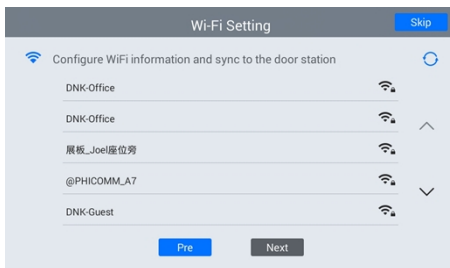 Wi-Fi Setting
Skip
Configure WiFi information and sync to the door station
DNK-Office
DNK-Office
展板_Joel座位旁
@PHICOMM_A7
DNK-Guest
Pre
Next